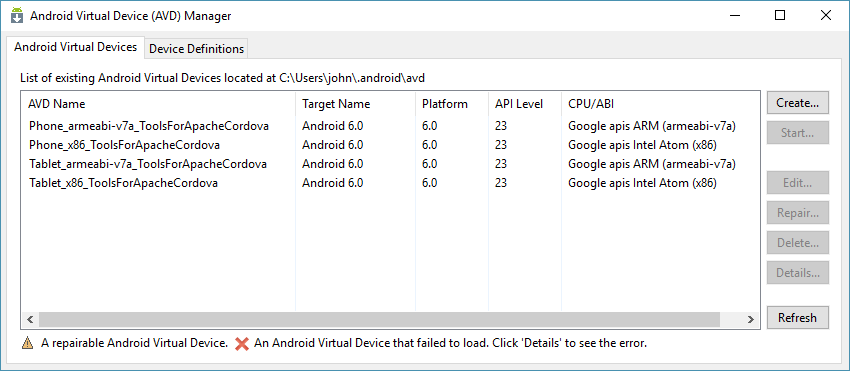 Android Virtual Device (AVD) Manager
Android Virtual Devices Device Definitions
List of existing Android Virtual Devices located at C:\Users\john\.android\avd
AVD Name Target Name Platform API Level CPU/ABI
Phone_armeabi-v7a_ToolsForApacheCordova Android 6.0 6.0 23 Google apis ARM (armeabi-v7a)
Phone_x86_ToolsForApacheCordova Android 6.0 6.0 23 Google apis Intel Atom (x86)
Tablet_armeabi-v7a_ToolsForApacheCordova Android 6.0 6.0 23 Google apis ARM (armeabi-v7a)
Tablet_x86_ToolsForApacheCordova Android 6.0 6.0 23 Google apis Intel Atom (x86)
Create...
Start...
Edit...
Repair...
Delete...
Details...
Refresh
A repairable Android Virtual Device. An Android Virtual Device that failed to load. Click 'Details' to see the error.